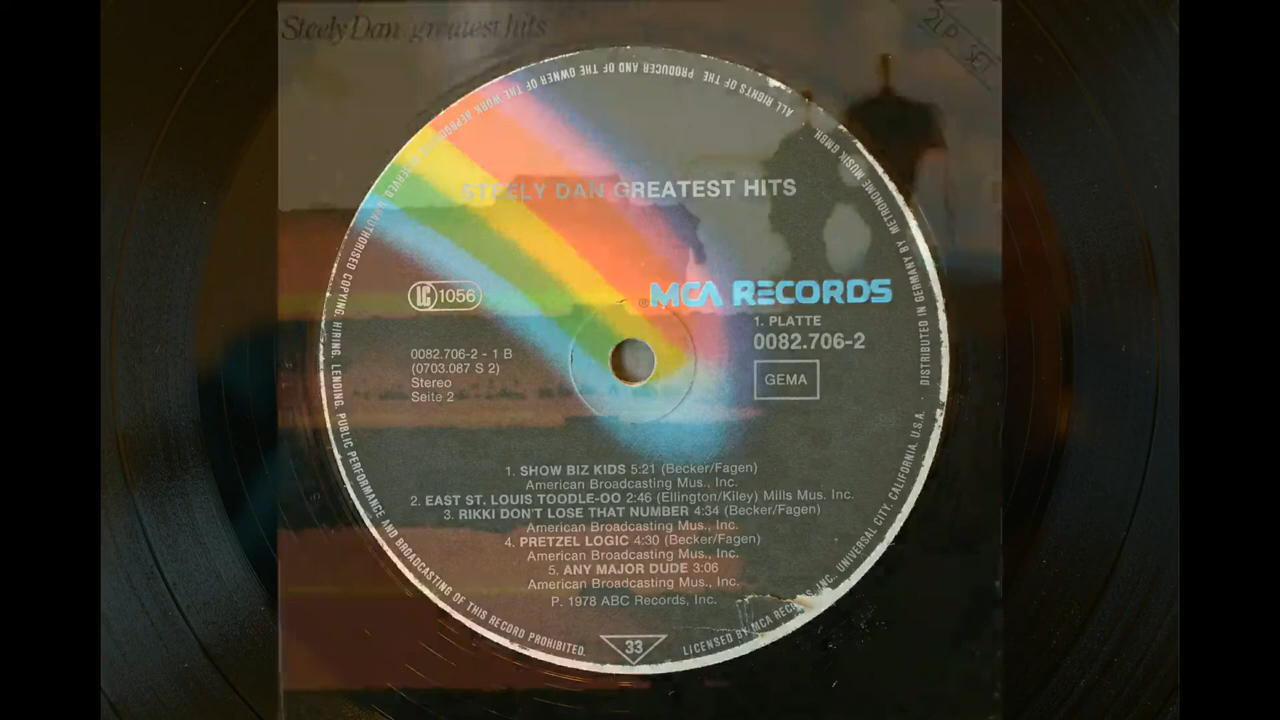 Steely Dan greatest hits
2 LP SET
STEELY DAN GREATEST HITS
LC 1056
® MCA RECORDS
1. PLATTE
0082.706-2
GEMA
0082.706-2 - 1 B
(0703.087 S 2)
Stereo
Seite 2
1. SHOW BIZ KIDS 5:21 (Becker/Fagen)
American Broadcasting Mus., Inc.
2. EAST ST. LOUIS TOODLE-OO 2:46 (Ellington/Kiley) Mills Mus. Inc.
3. RIKKI DON'T LOSE THAT NUMBER 4:34 (Becker/Fagen)
American Broadcasting Mus., Inc.
4. PRETZEL LOGIC 4:30 (Becker/Fagen)
American Broadcasting Mus., Inc.
5. ANY MAJOR DUDE 3:06
American Broadcasting Mus., Inc.
P. 1978 ABC Records, Inc.
33
ALL RIGHTS OF THE PRODUCER AND OF THE OWNER OF THE WORK REPRODUCED RESERVED. UNAUTHORISED COPYING, HIRING, LENDING, PUBLIC PERFORMANCE AND BROADCASTING OF THIS RECORD PROHIBITED.
LICENSED BY MCA RECORDS, INC. UNIVERSAL CITY, CALIFORNIA, U.S.A. · DISTRIBUTED IN GERMANY BY METRONOME MUSIK GMBH.